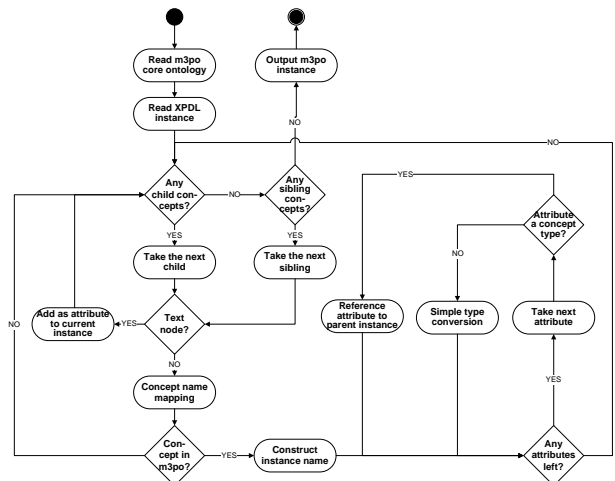 Read m3po
core ontology
Output m3po
instance
Read XPDL
instance
NO
NO
Any
child con-
cepts?
NO
Any
sibling
con-
cepts?
YES
Attribute
a concept
type?
YES
YES
NO
Take the next
child
Take the next
sibling
Add as attribute
to current
instance
YES
Text
node?
Reference
attribute to
parent instance
Simple type
conversion
Take next
attribute
NO
NO
Concept name
mapping
YES
Con-
cept in
m3po?
YES
Construct
instance name
Any
attributes
left?